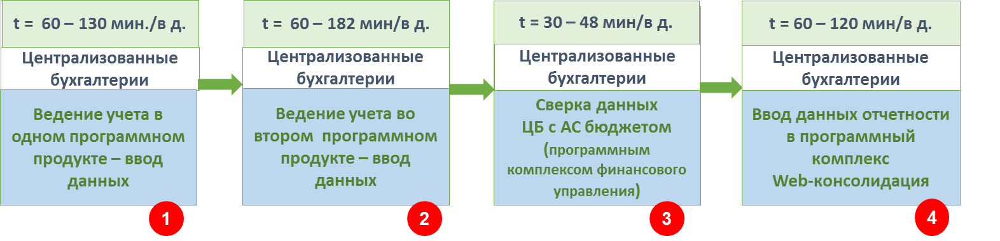 t =  60 – 130 мин./в д.
Централизованные
бухгалтерии
Ведение учета в
одном программном
продукте – ввод
данных
1
t =  60 – 182 мин/в д.
Централизованные
бухгалтерии
Ведение учета во
втором  программном
продукте – ввод
данных
2
t = 30 – 48 мин/в д.
Централизованные
бухгалтерии
Сверка данных
ЦБ с АС бюджетом
(программным
комплексом финансового
управления)
3
t = 60 – 120 мин/в д.
Централизованные
бухгалтерии
Ввод данных отчетности
в программный
комплекс
Web-консолидация
4